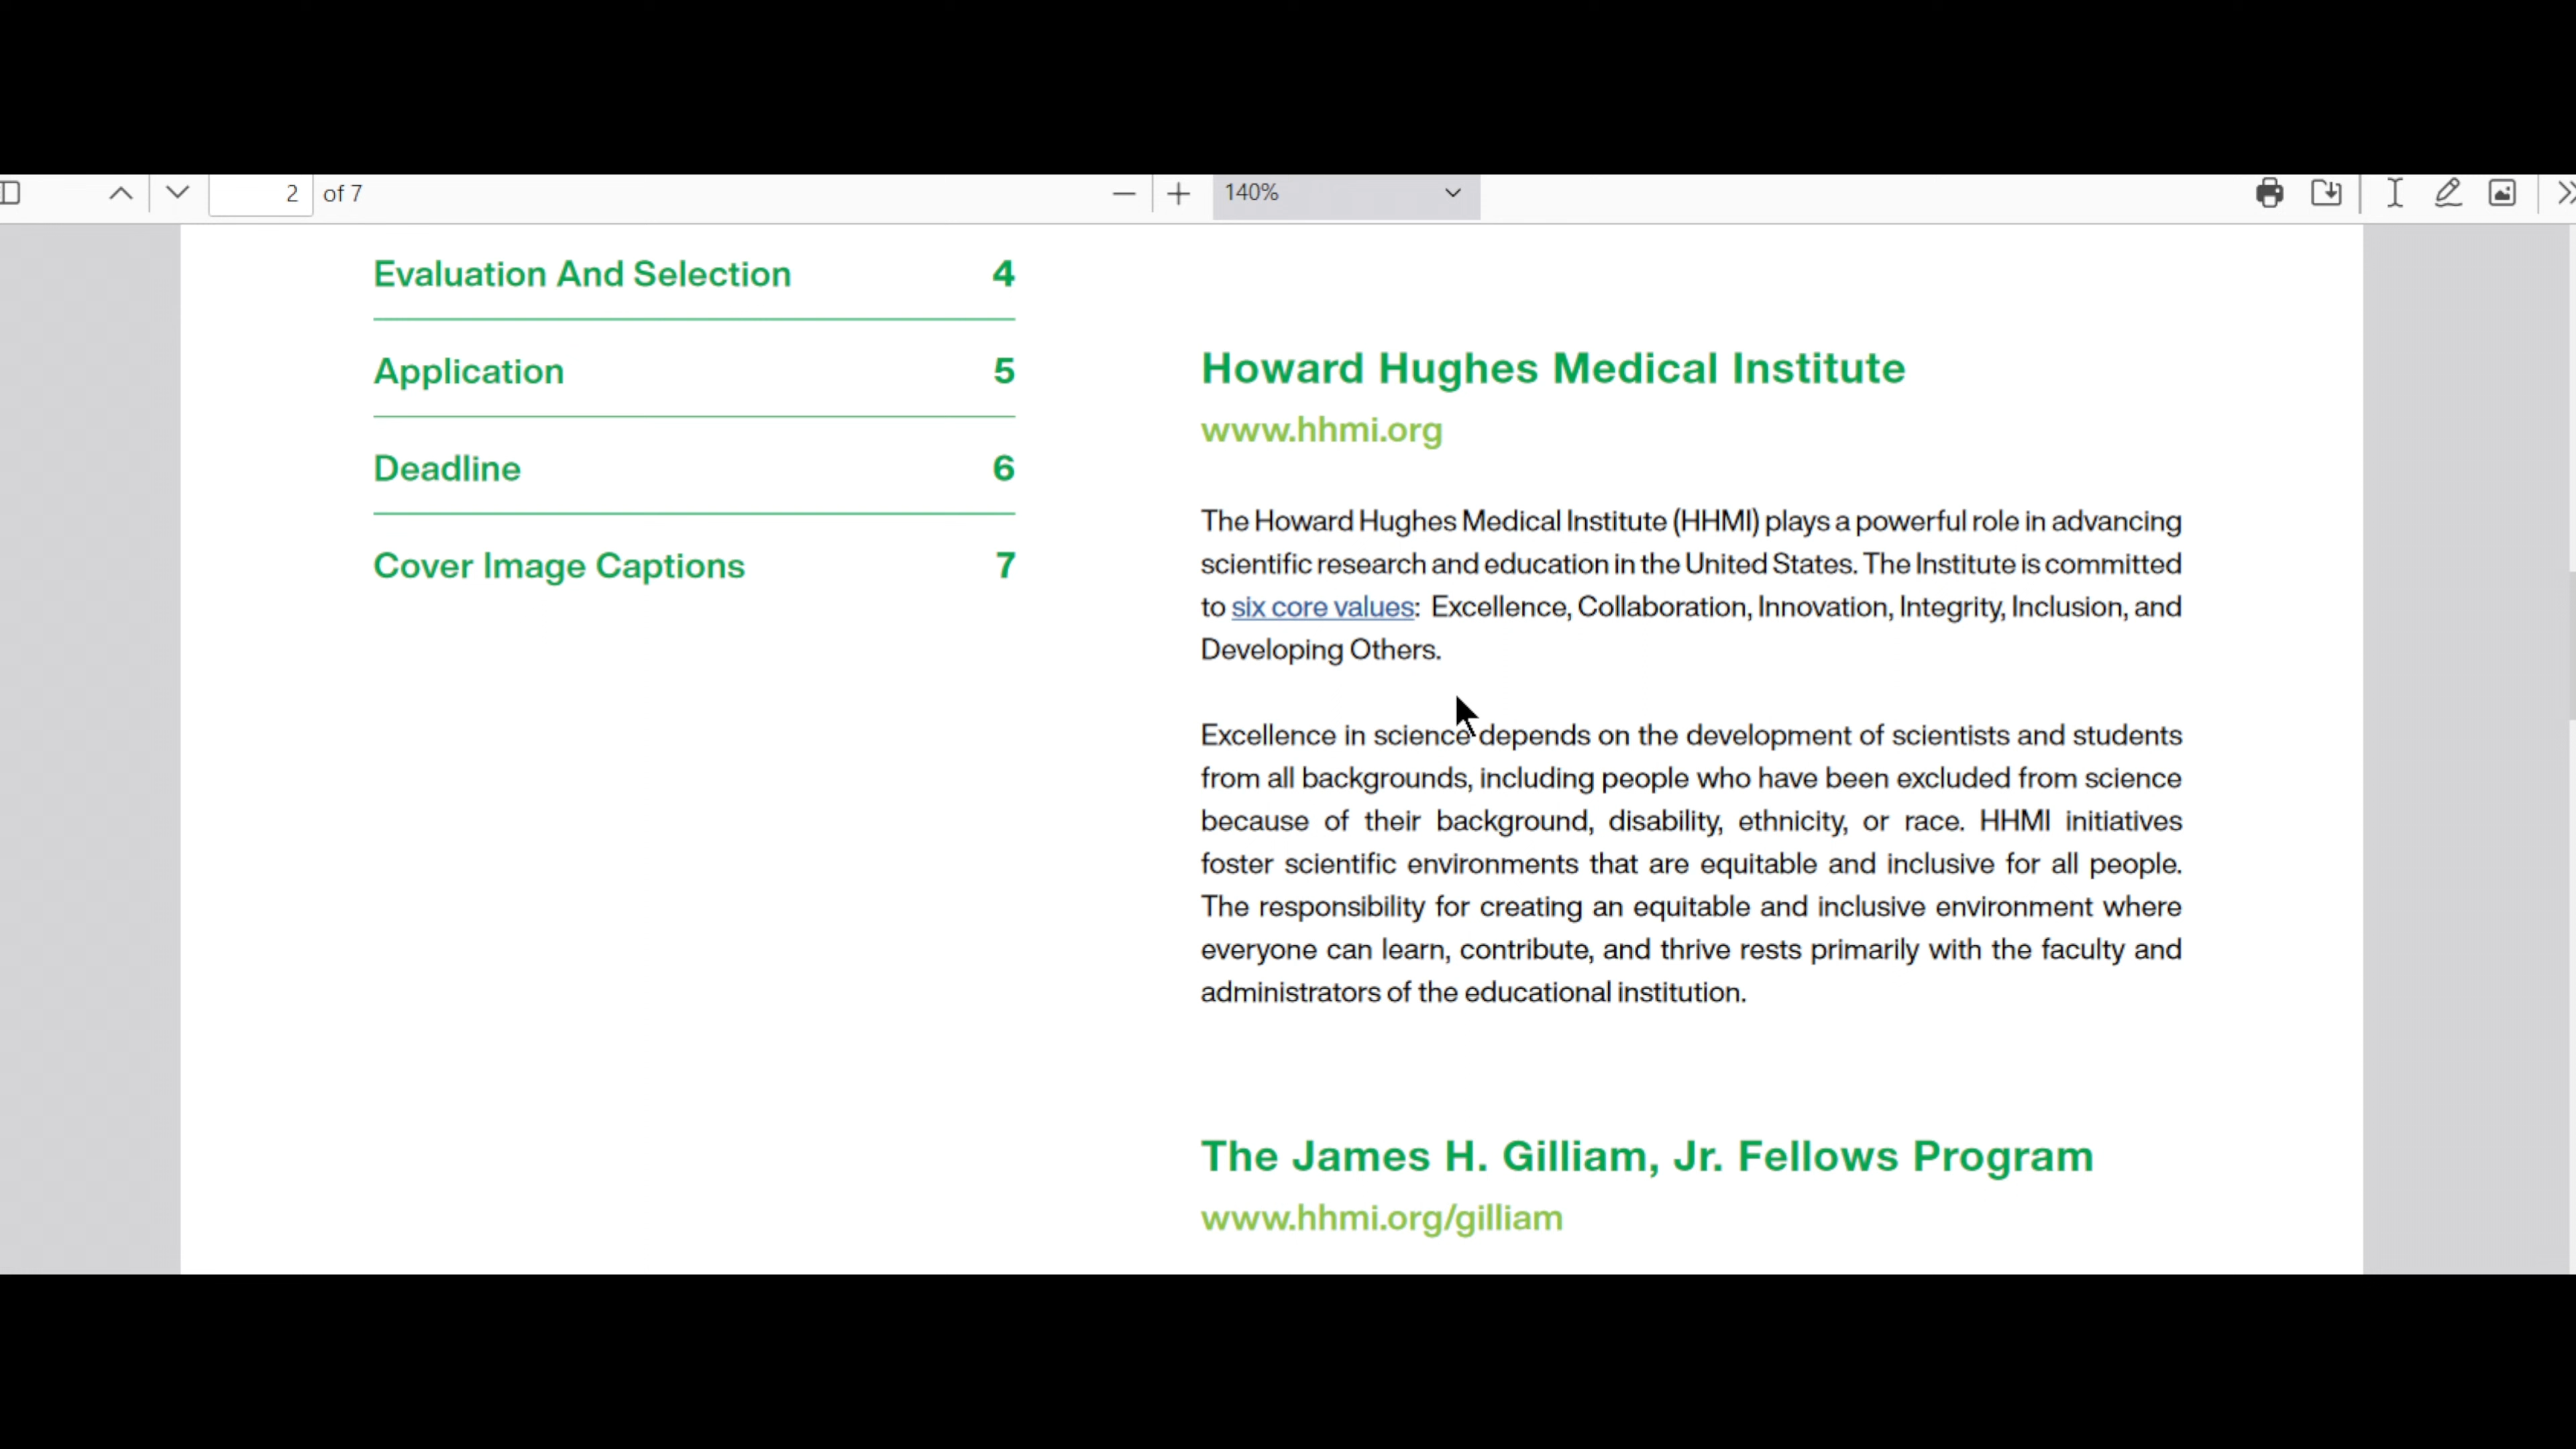 2 of 7
140%
Evaluation And Selection 4
Application 5
Deadline 6
Cover Image Captions 7
Howard Hughes Medical Institute
www.hhmi.org
The Howard Hughes Medical Institute (HHMI) plays a powerful role in advancing
scientific research and education in the United States. The Institute is committed
to six core values: Excellence, Collaboration, Innovation, Integrity, Inclusion, and
Developing Others.
Excellence in science depends on the development of scientists and students
from all backgrounds, including people who have been excluded from science
because of their background, disability, ethnicity, or race. HHMI initiatives
foster scientific environments that are equitable and inclusive for all people.
The responsibility for creating an equitable and inclusive environment where
everyone can learn, contribute, and thrive rests primarily with the faculty and
administrators of the educational institution.
The James H. Gilliam, Jr. Fellows Program
www.hhmi.org/gilliam